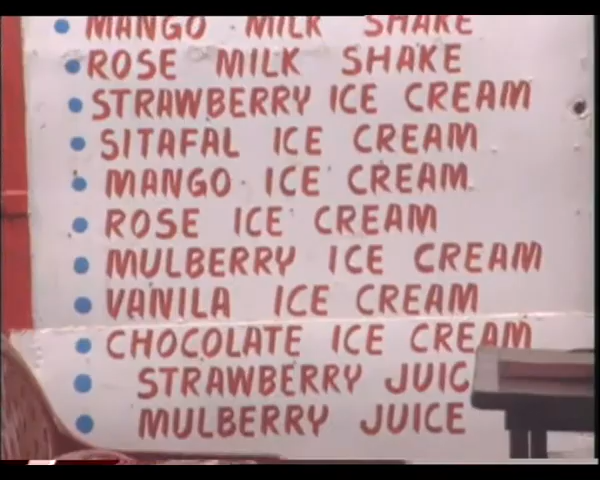 MANGO MILK SHAKE
ROSE MILK SHAKE
STRAWBERRY ICE CREAM
SITAFAL ICE CREAM
MANGO ICE CREAM
ROSE ICE CREAM
MULBERRY ICE CREAM
VANILA ICE CREAM
CHOCOLATE ICE CREAM
STRAWBERRY JUIC
MULBERRY JUICE